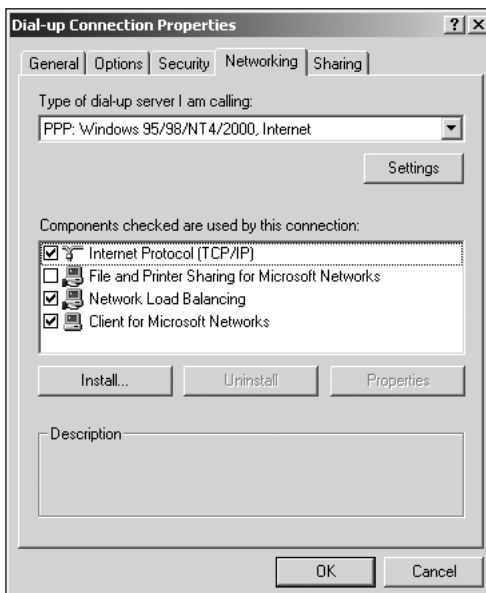 Dial-up Connection Properties
General Options Security Networking Sharing
Type of dial-up server I am calling:
PPP: Windows 95/98/NT4/2000, Internet
Settings
Components checked are used by this connection:
Internet Protocol (TCP/IP)
File and Printer Sharing for Microsoft Networks
Network Load Balancing
Client for Microsoft Networks
Install... Uninstall Properties
Description
OK Cancel